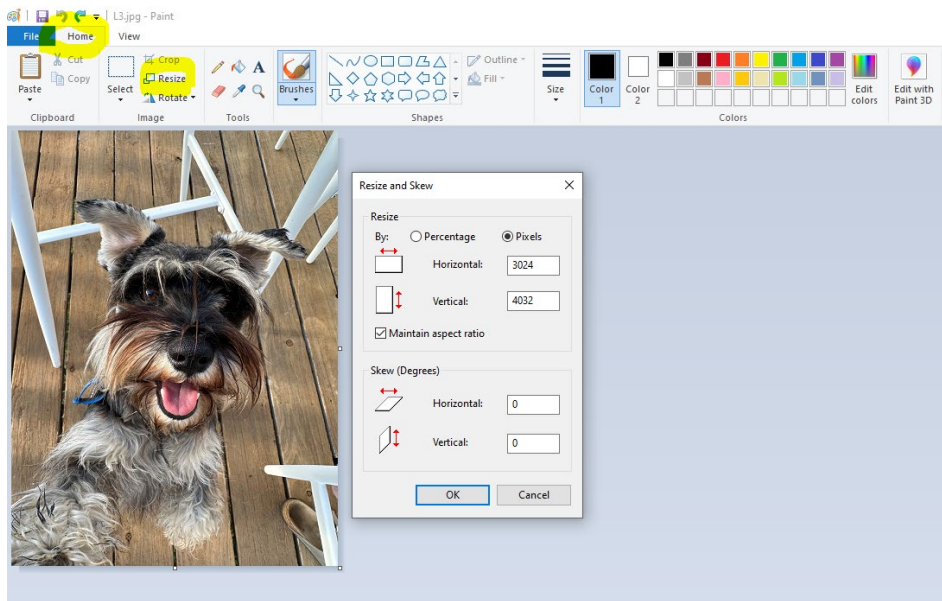 L3.jpg - Paint
File Home View
Paste
Cut
Copy
Clipboard
Select
Crop
Resize
Rotate
Image
A
Tools
Brushes
Outline
Fill
Shapes
Size
Color 1
Color 2
Colors
Edit colors
Edit with Paint 3D
Resize and Skew
Resize
By: Percentage Pixels
Horizontal: 3024
Vertical: 4032
Maintain aspect ratio
Skew (Degrees)
Horizontal: 0
Vertical: 0
OK Cancel